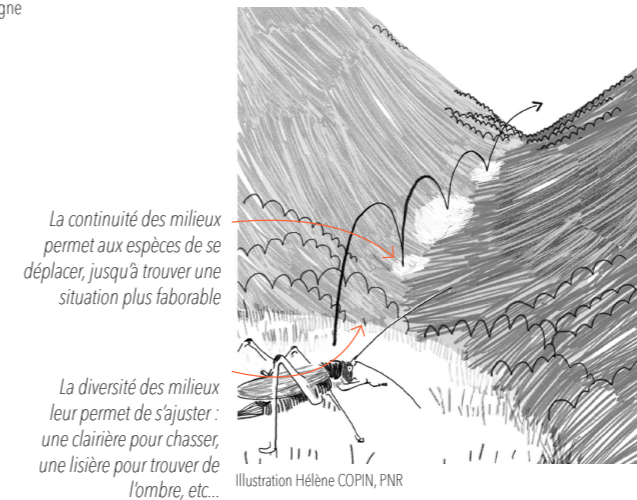 gne
La continuité des milieux
permet aux espèces de se
déplacer, jusqu'à trouver une
situation plus faborable
La diversité des milieux
leur permet de s'ajuster :
une clairière pour chasser,
une lisière pour trouver de
l'ombre, etc...
Illustration Hélène COPIN, PNR